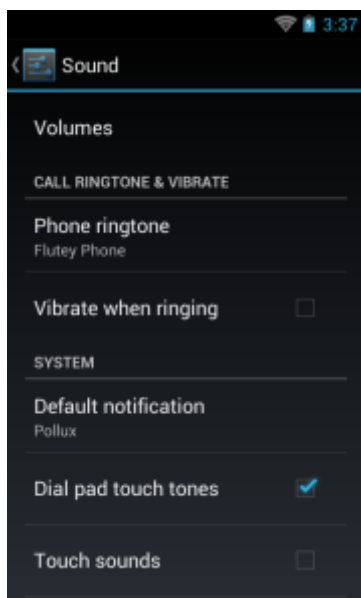 3:37
Sound
Volumes
CALL RINGTONE & VIBRATE
Phone ringtone
Flutey Phone
Vibrate when ringing
SYSTEM
Default notification
Pollux
Dial pad touch tones
Touch sounds